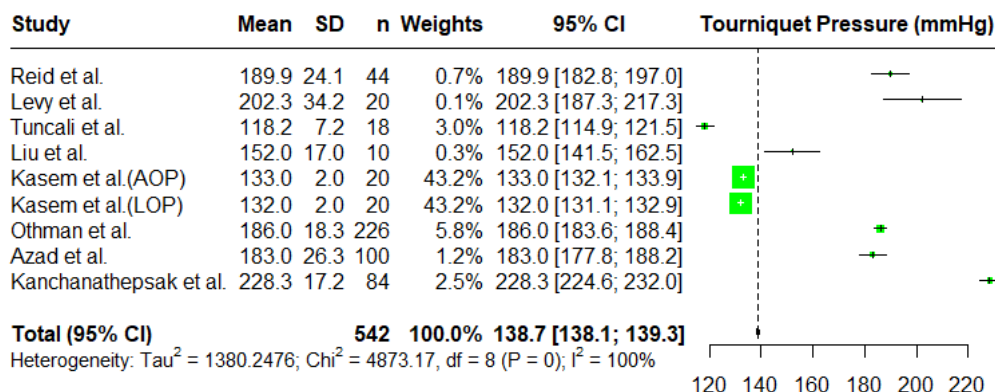 Study Mean SD n Weights 95% CI Tourniquet Pressure (mmHg)
Reid et al. 189.9 24.1 44 0.7% 189.9 [182.8; 197.0]
Levy et al. 202.3 34.2 20 0.1% 202.3 [187.3; 217.3]
Tuncali et al. 118.2 7.2 18 3.0% 118.2 [114.9; 121.5]
Liu et al. 152.0 17.0 10 0.3% 152.0 [141.5; 162.5]
Kasem et al.(AOP) 133.0 2.0 20 43.2% 133.0 [132.1; 133.9]
Kasem et al.(LOP) 132.0 2.0 20 43.2% 132.0 [131.1; 132.9]
Othman et al. 186.0 18.3 226 5.8% 186.0 [183.6; 188.4]
Azad et al. 183.0 26.3 100 1.2% 183.0 [177.8; 188.2]
Kanchanathepsak et al. 228.3 17.2 84 2.5% 228.3 [224.6; 232.0]
Total (95% CI) 542 100.0% 138.7 [138.1; 139.3]
Heterogeneity: Tau² = 1380.2476; Chi² = 4873.17, df = 8 (P = 0); I² = 100%
120 140 160 180 200 220